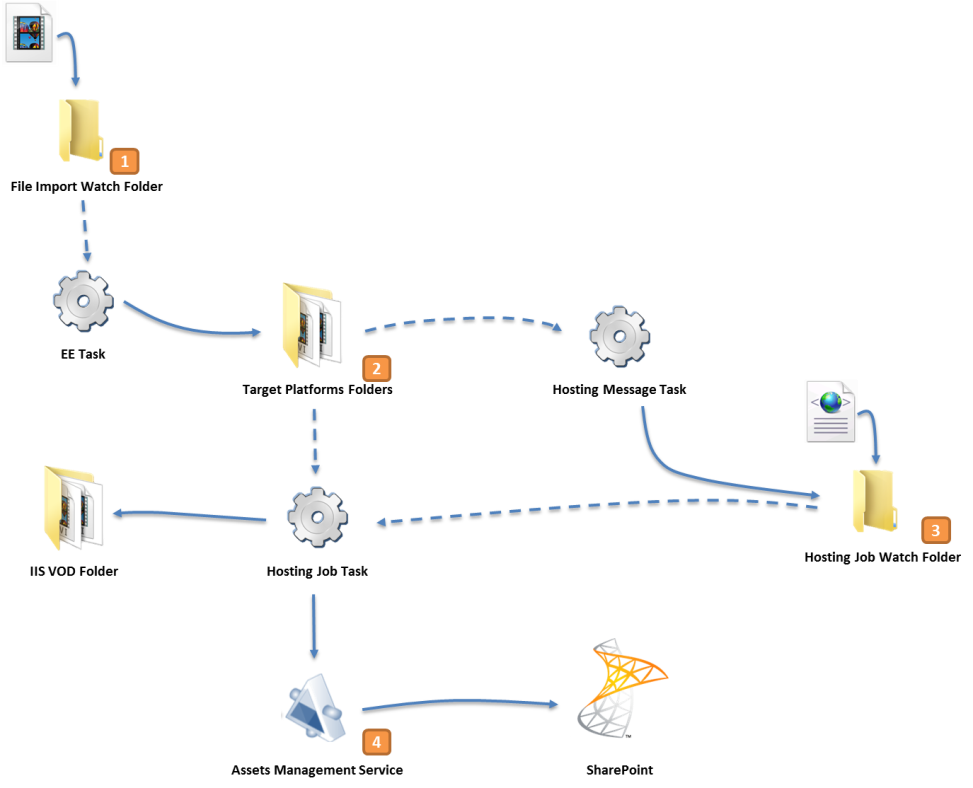 1
File Import Watch Folder
EE Task
2
Target Platforms Folders
Hosting Message Task
3
Hosting Job Watch Folder
IIS VOD Folder
Hosting Job Task
4
Assets Management Service
SharePoint